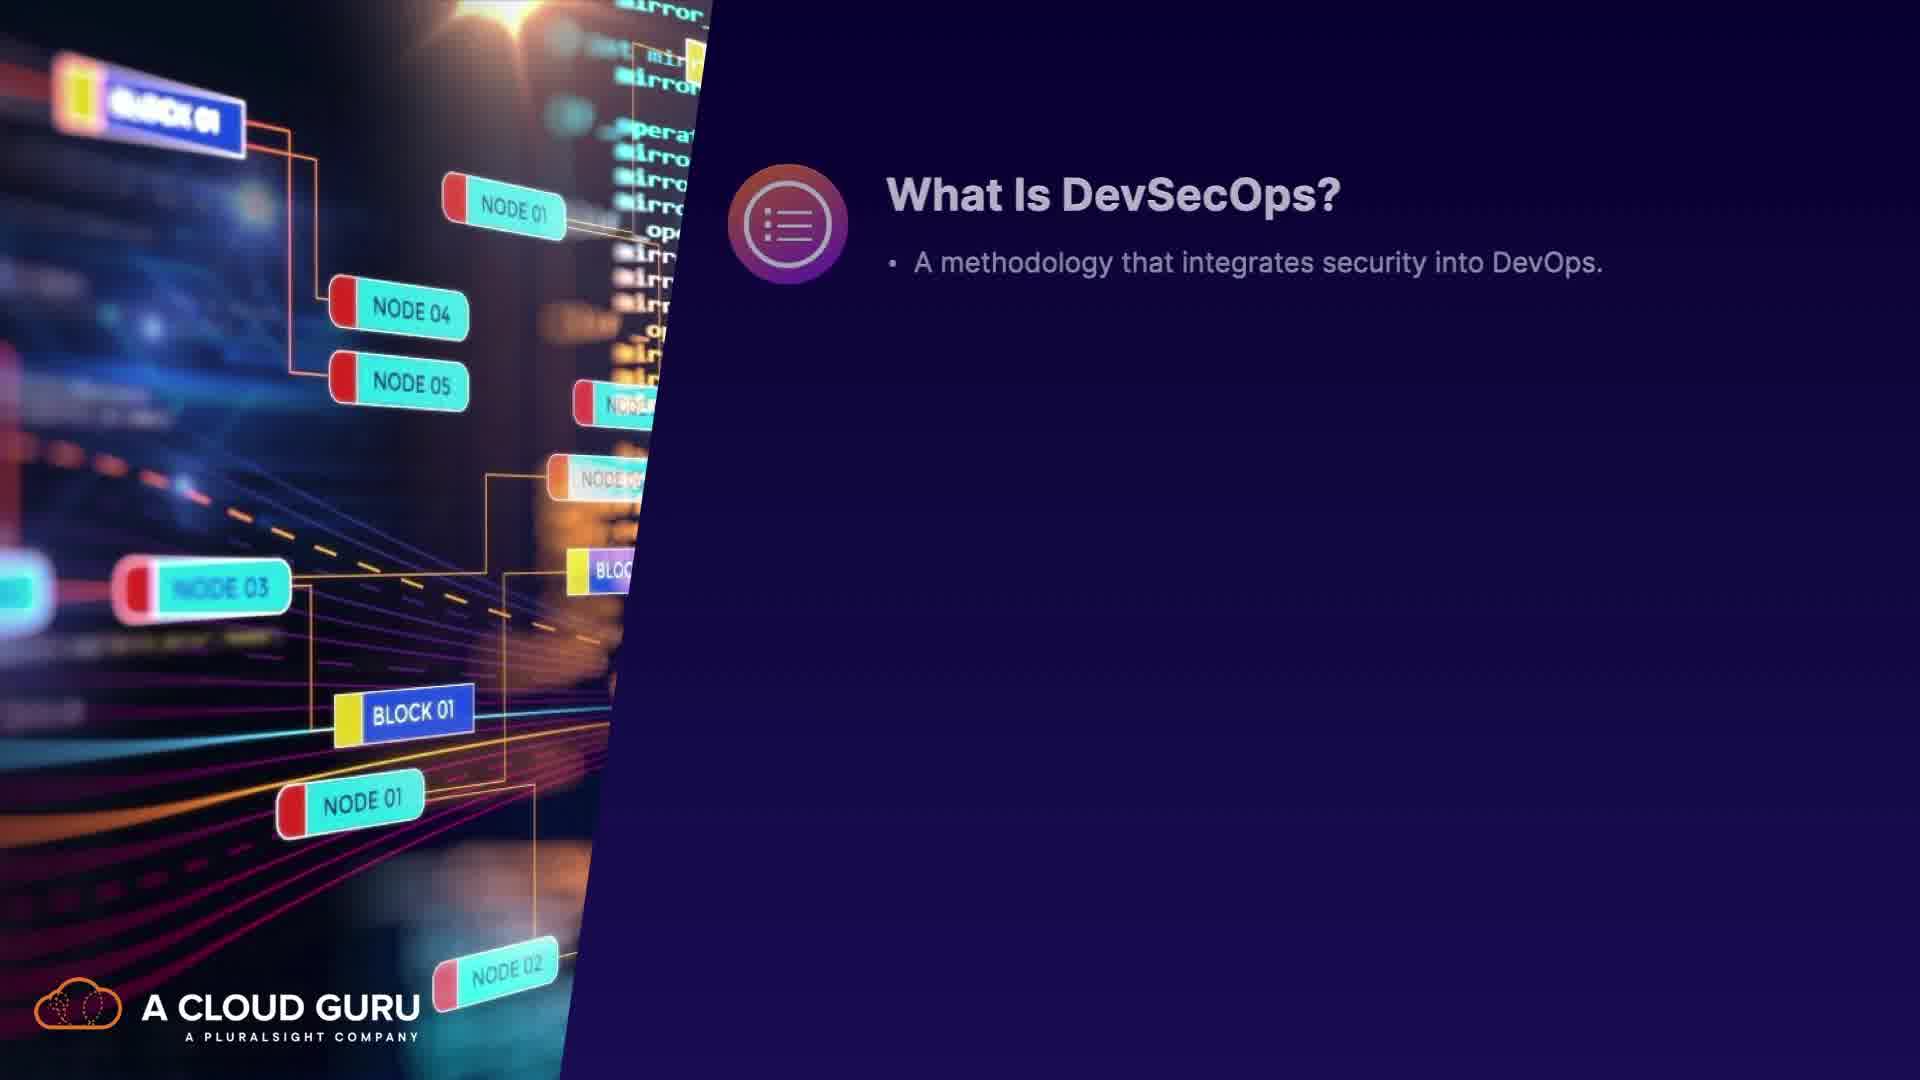 BLOCK 01
NODE 01
NODE 04
NODE 05
NODE 03
BLOCK 01
NODE 01
NODE 02
A CLOUD GURU
A PLURALSIGHT COMPANY
What Is DevSecOps?
• A methodology that integrates security into DevOps.